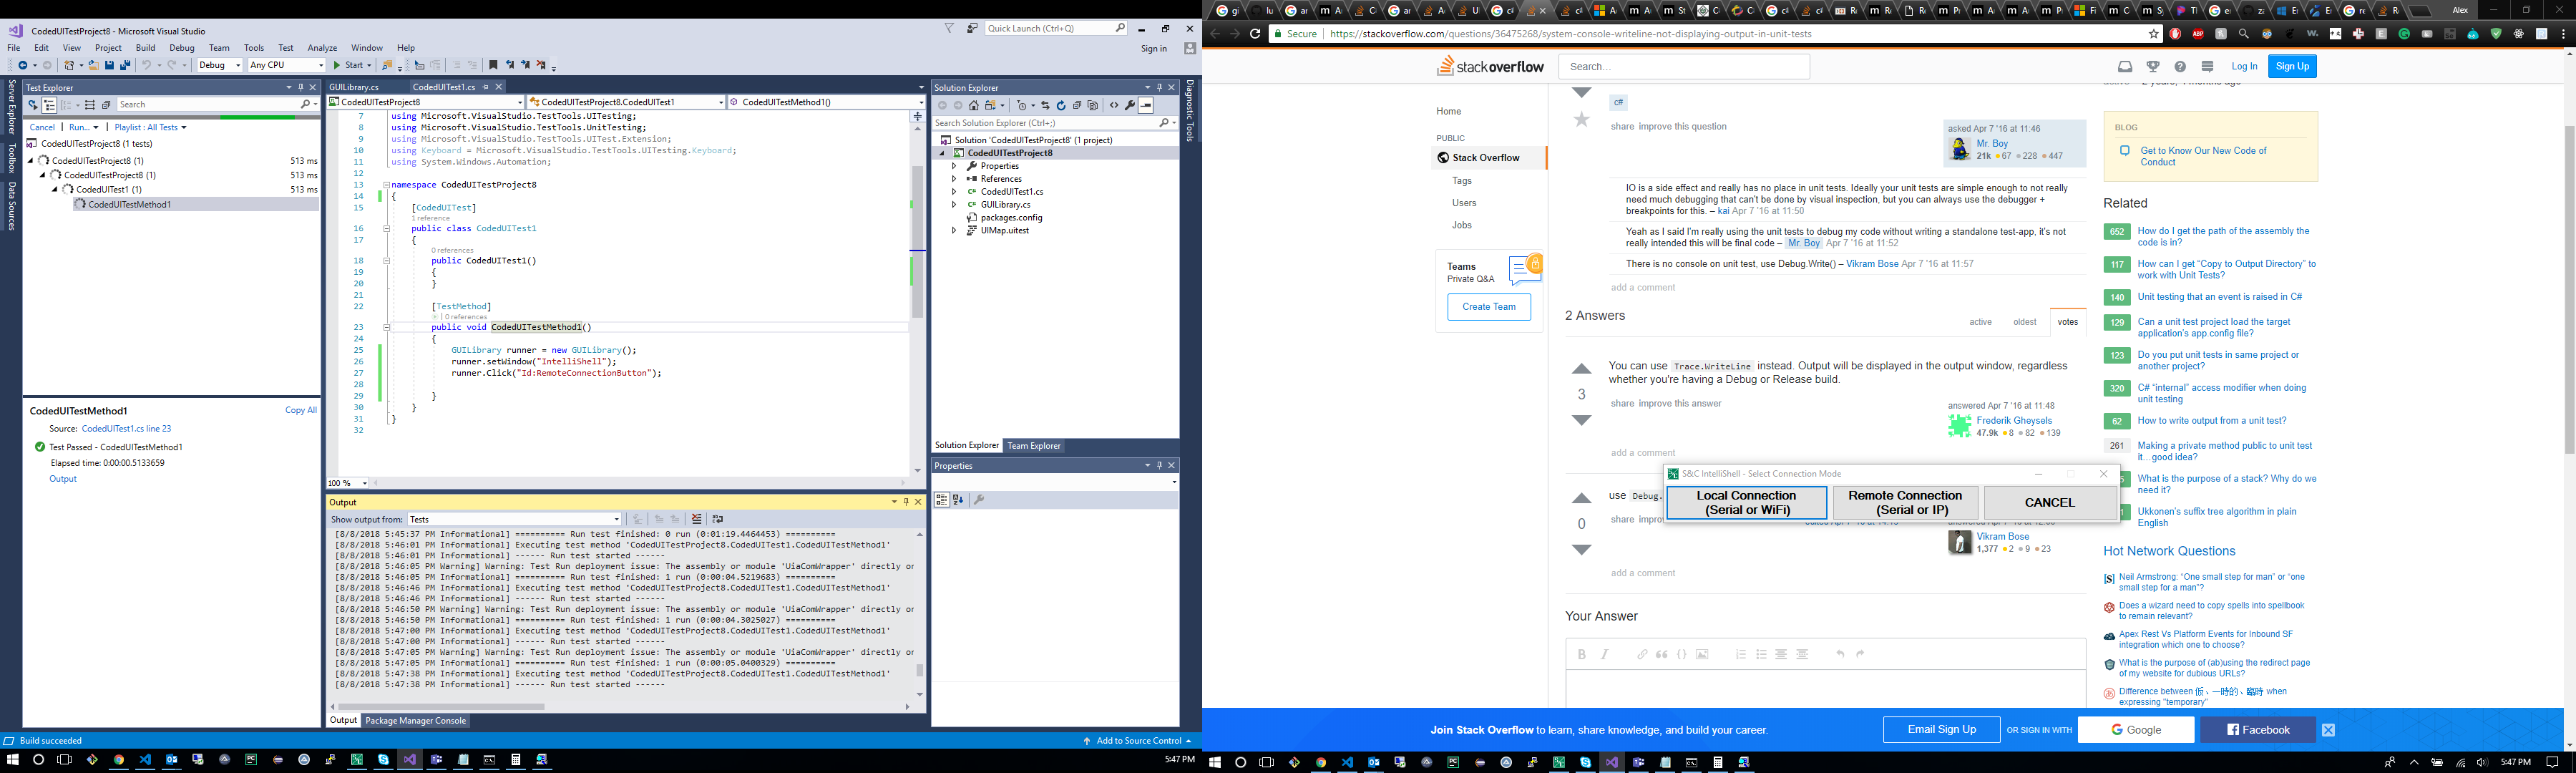 CodedUITestProject8 - Microsoft Visual Studio
Quick Launch (Ctrl+Q)
File Edit View Project Build Debug Team Tools Test Analyze Window Help
Sign in
Debug Any CPU Start
Server Explorer
Toolbox
Data Sources
Test Explorer
Search
Cancel | Run... | Playlist : All Tests
CodedUITestProject8 (1 tests)
CodedUITestProject8 (1) 513 ms
CodedUITestProject8 (1) 513 ms
CodedUITest1 (1) 513 ms
CodedUITestMethod1
CodedUITestMethod1
Copy All
Source: CodedUITest1.cs line 23
Test Passed - CodedUITestMethod1
Elapsed time: 0:00:00.5133659
Output
GUILibrary.cs CodedUITest1.cs
CodedUITestProject8 CodedUITestProject8.CodedUITest1 CodedUITestMethod1()
7 using Microsoft.VisualStudio.TestTools.UITesting;
8 using Microsoft.VisualStudio.TestTools.UnitTesting;
9 using Microsoft.VisualStudio.TestTools.UITest.Extension;
10 using Keyboard = Microsoft.VisualStudio.TestTools.UITesting.Keyboard;
11 using System.Windows.Automation;
12
13 namespace CodedUITestProject8
14 {
15 [CodedUITest]
1 reference
16 public class CodedUITest1
17 {
0 references
18 public CodedUITest1()
19 {
20 }
21
22 [TestMethod]
| 0 references
23 public void CodedUITestMethod1()
24 {
25 GUILibrary runner = new GUILibrary();
26 runner.setWindow("IntelliShell");
27 runner.Click("Id:RemoteConnectionButton");
28
29 }
30 }
31 }
32
100 %
Output
Show output from: Tests
[8/8/2018 5:45:37 PM Informational] ========== Run test finished: 0 run (0:01:19.4464453) ==========
[8/8/2018 5:46:01 PM Informational] Executing test method 'CodedUITestProject8.CodedUITest1.CodedUITestMethod1'
[8/8/2018 5:46:01 PM Informational] ------ Run test started ------
[8/8/2018 5:46:05 PM Warning] Warning: Test Run deployment issue: The assembly or module 'UiaComWrapper' directly or
[8/8/2018 5:46:05 PM Informational] ========== Run test finished: 1 run (0:00:04.5219683) ==========
[8/8/2018 5:46:46 PM Informational] Executing test method 'CodedUITestProject8.CodedUITest1.CodedUITestMethod1'
[8/8/2018 5:46:46 PM Informational] ------ Run test started ------
[8/8/2018 5:46:50 PM Warning] Warning: Test Run deployment issue: The assembly or module 'UiaComWrapper' directly or
[8/8/2018 5:46:50 PM Informational] ========== Run test finished: 1 run (0:00:04.3025027) ==========
[8/8/2018 5:47:00 PM Informational] Executing test method 'CodedUITestProject8.CodedUITest1.CodedUITestMethod1'
[8/8/2018 5:47:00 PM Informational] ------ Run test started ------
[8/8/2018 5:47:05 PM Warning] Warning: Test Run deployment issue: The assembly or module 'UiaComWrapper' directly or
[8/8/2018 5:47:05 PM Informational] ========== Run test finished: 1 run (0:00:05.0400329) ==========
[8/8/2018 5:47:38 PM Informational] Executing test method 'CodedUITestProject8.CodedUITest1.CodedUITestMethod1'
[8/8/2018 5:47:38 PM Informational] ------ Run test started ------
Output Package Manager Console
Solution Explorer
Search Solution Explorer (Ctrl+;)
Solution 'CodedUITestProject8' (1 project)
CodedUITestProject8
Properties
References
CodedUITest1.cs
GUILibrary.cs
packages.config
UIMap.uitest
Solution Explorer Team Explorer
Properties
Diagnostic Tools
Build succeeded
Add to Source Control
5:47 PM
Alex
Secure | https://stackoverflow.com/questions/36475268/system-console-writeline-not-displaying-output-in-unit-tests
stackoverflow
Search...
Log In Sign Up
Home
PUBLIC
Stack Overflow
Tags
Users
Jobs
Teams
Private Q&A
Create Team
c#
share improve this question
asked Apr 7 '16 at 11:46
Mr. Boy
21k 67 228 447
IO is a side effect and really has no place in unit tests. Ideally your unit tests are simple enough to not really
need much debugging that can't be done by visual inspection, but you can always use the debugger +
breakpoints for this. – kai Apr 7 '16 at 11:50
Yeah as I said I'm really using the unit tests to debug my code without writing a standalone test-app, it's not
really intended this will be final code – Mr. Boy Apr 7 '16 at 11:52
There is no console on unit test, use Debug.Write() – Vikram Bose Apr 7 '16 at 11:57
add a comment
2 Answers
active oldest votes
You can use Trace.WriteLine instead. Output will be displayed in the output window, regardless
whether you're having a Debug or Release build.
3
share improve this answer
answered Apr 7 '16 at 11:48
Frederik Gheysels
47.9k 8 82 139
add a comment
S&C IntelliShell - Select Connection Mode
Local Connection
(Serial or WiFi)
Remote Connection
(Serial or IP)
CANCEL
use Debug.
0
share impro
Vikram Bose
1,377 2 9 23
add a comment
Your Answer
BLOG
Get to Know Our New Code of
Conduct
Related
652 How do I get the path of the assembly the
code is in?
117 How can I get "Copy to Output Directory" to
work with Unit Tests?
140 Unit testing that an event is raised in C#
129 Can a unit test project load the target
application's app.config file?
123 Do you put unit tests in same project or
another project?
320 C# "internal" access modifier when doing
unit testing
62 How to write output from a unit test?
261 Making a private method public to unit test
it...good idea?
What is the purpose of a stack? Why do we
need it?
Ukkonen's suffix tree algorithm in plain
English
Hot Network Questions
Neil Armstrong: "One small step for man" or "one
small step for a man"?
Does a wizard need to copy spells into spellbook
to remain relevant?
Apex Rest Vs Platform Events for Inbound SF
integration which one to choose?
What is the purpose of (ab)using the redirect page
of my website for dubious URLs?
Difference between 仮、一時的、臨時 when
expressing "temporary"
Join Stack Overflow to learn, share knowledge, and build your career.
Email Sign Up OR SIGN IN WITH Google Facebook
5:47 PM